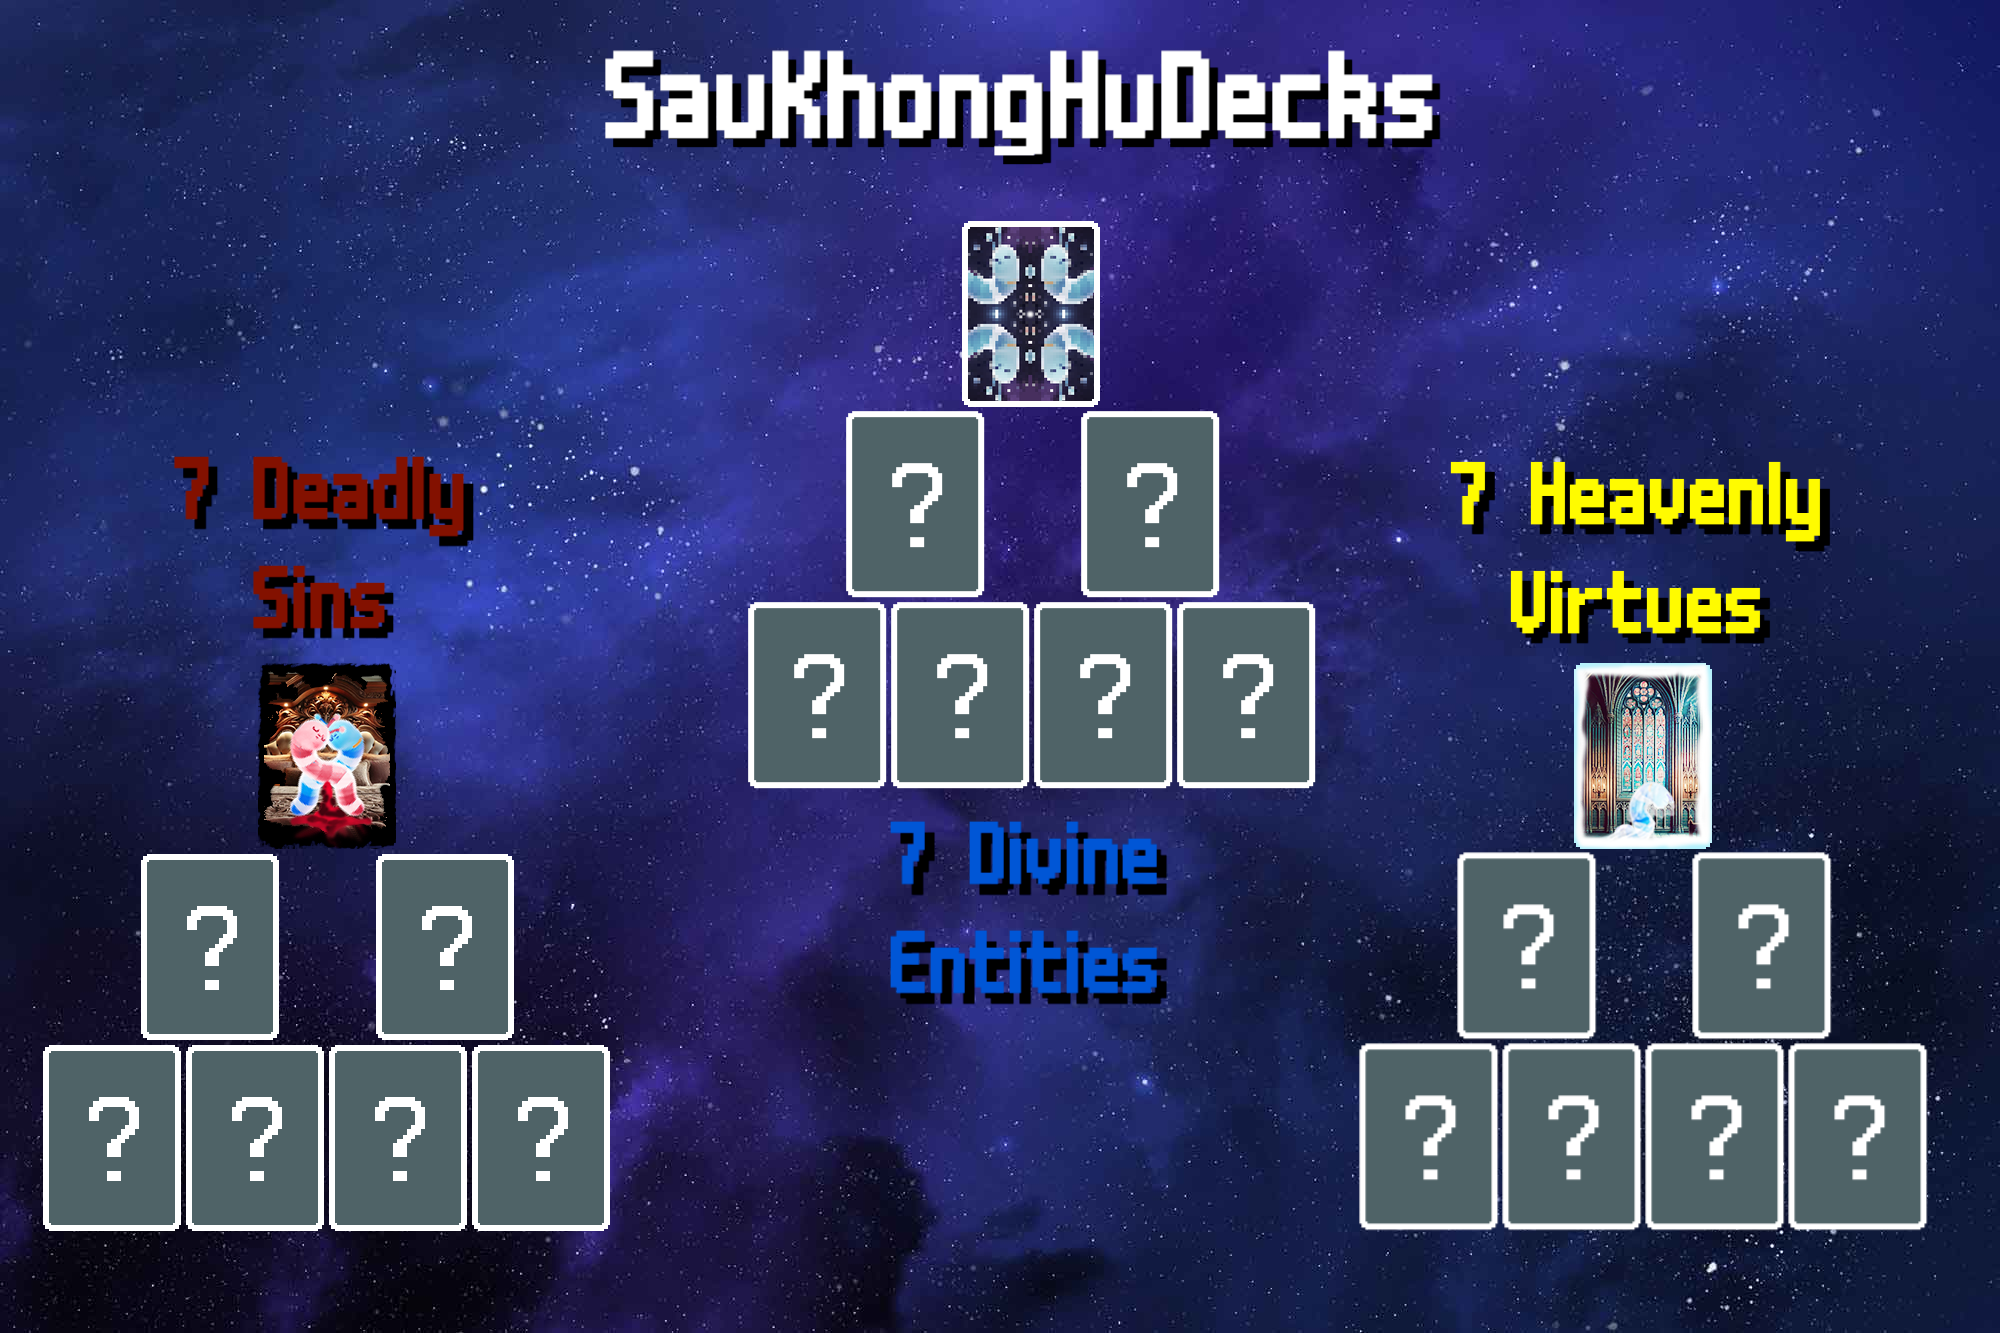 SauKhongHuDecks
? ?
? ? ? ?
7 Deadly
Sins
? ?
? ? ? ?
7 Divine
Entities
7 Heavenly
Virtues
? ?
? ? ? ?